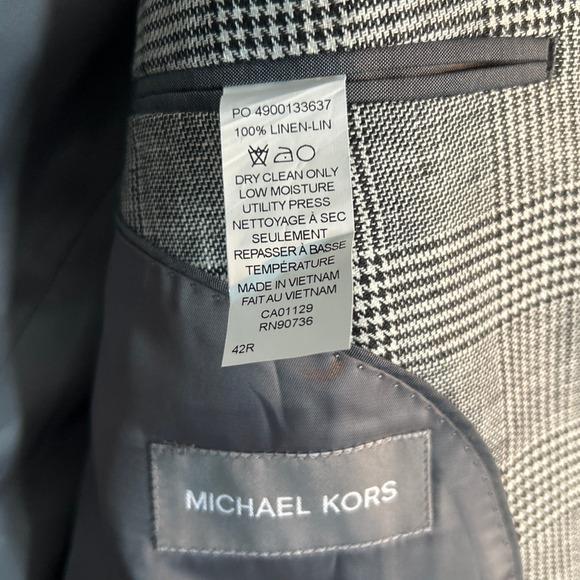 PO 4900133637
100% LINEN-LIN
DRY CLEAN ONLY
LOW MOISTURE
UTILITY PRESS
NETTOYAGE À SEC
SEULEMENT
REPASSER À BASSE
TEMPÉRATURE
MADE IN VIETNAM
FAIT AU VIETNAM
CA01129
RN90736
42R
MICHAEL KORS